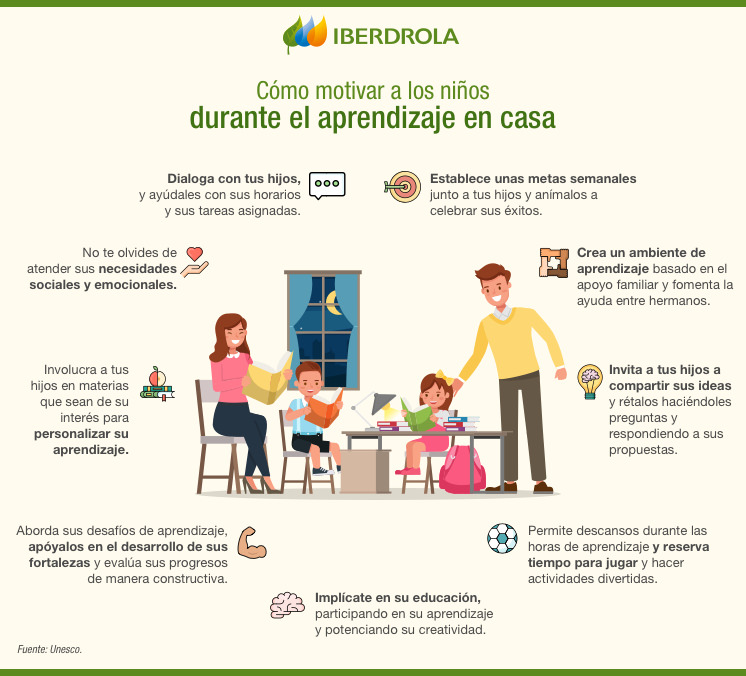 IBERDROLA
Cómo motivar a los niños
durante el aprendizaje en casa
Dialoga con tus hijos,
y ayúdales con sus horarios
y sus tareas asignadas.
Establece unas metas semanales
junto a tus hijos y anímalos a
celebrar sus éxitos.
No te olvides de
atender sus necesidades
sociales y emocionales.
Crea un ambiente de
aprendizaje basado en el
apoyo familiar y fomenta la
ayuda entre hermanos.
Involucra a tus
hijos en materias
que sean de su
interés para
personalizar su
aprendizaje.
Invita a tus hijos a
compartir sus ideas
y rétalos haciéndoles
preguntas y
respondiendo a sus
propuestas.
Aborda sus desafíos de aprendizaje,
apóyalos en el desarrollo de sus
fortalezas y evalúa sus progresos
de manera constructiva.
Permite descansos durante las
horas de aprendizaje y reserva
tiempo para jugar y hacer
actividades divertidas.
Implícate en su educación,
participando en su aprendizaje
y potenciando su creatividad.
Fuente: Unesco.